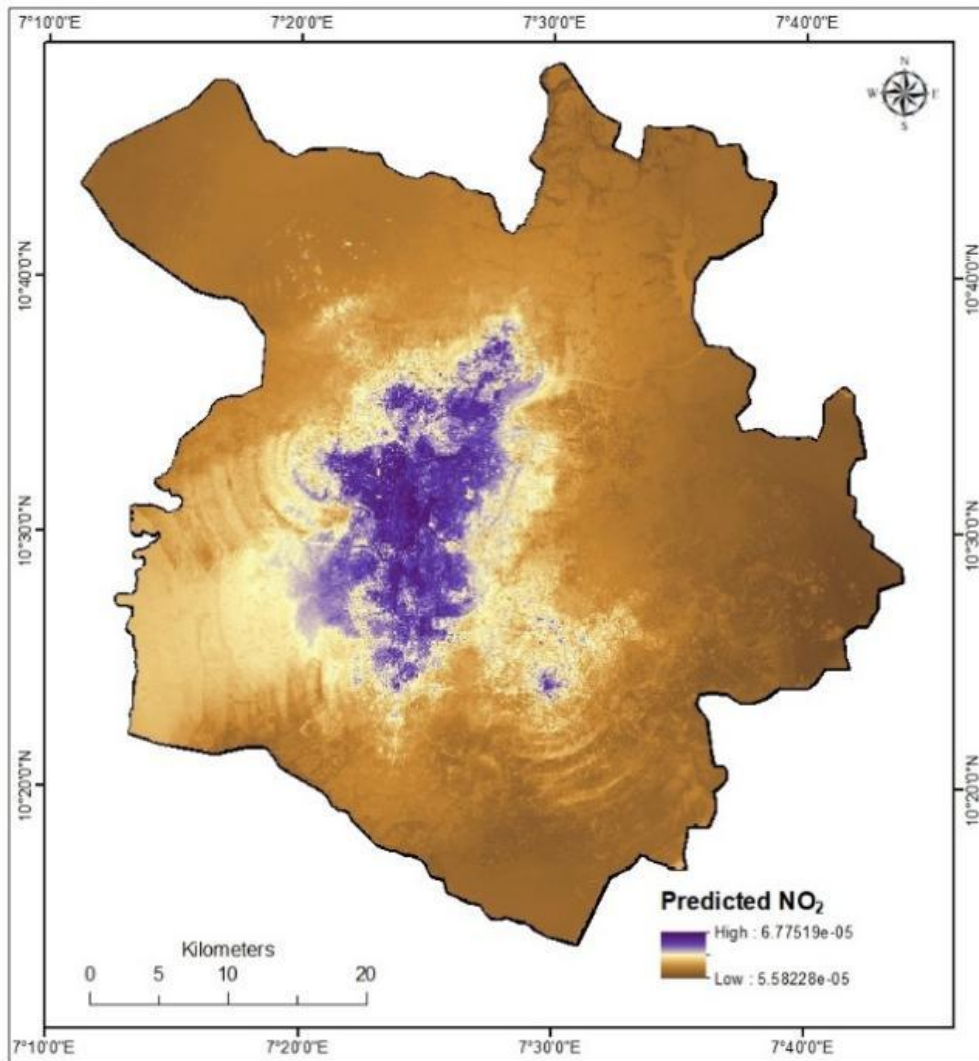 7°10'0"E 7°20'0"E 7°30'0"E 7°40'0"E
N
W E
S
10°40'0"N 10°40'0"N
10°30'0"N 10°30'0"N
10°20'0"N 10°20'0"N
Predicted NO₂
High : 6.77519e-05
Low : 5.58228e-05
Kilometers
0 5 10 20
7°10'0"E 7°20'0"E 7°30'0"E 7°40'0"E